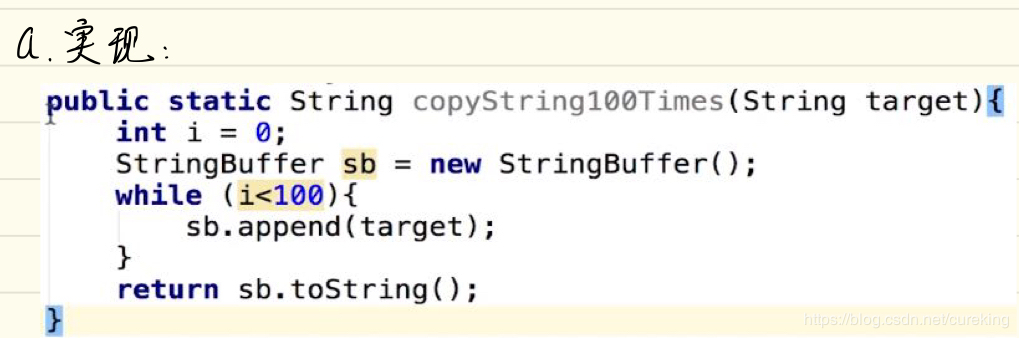 a.实现:
public static String copyString100Times(String target){
    int i = 0;
    StringBuffer sb = new StringBuffer();
    while (i<100){
        sb.append(target);
    }
    return sb.toString();
}
https://blog.csdn.net/cureking